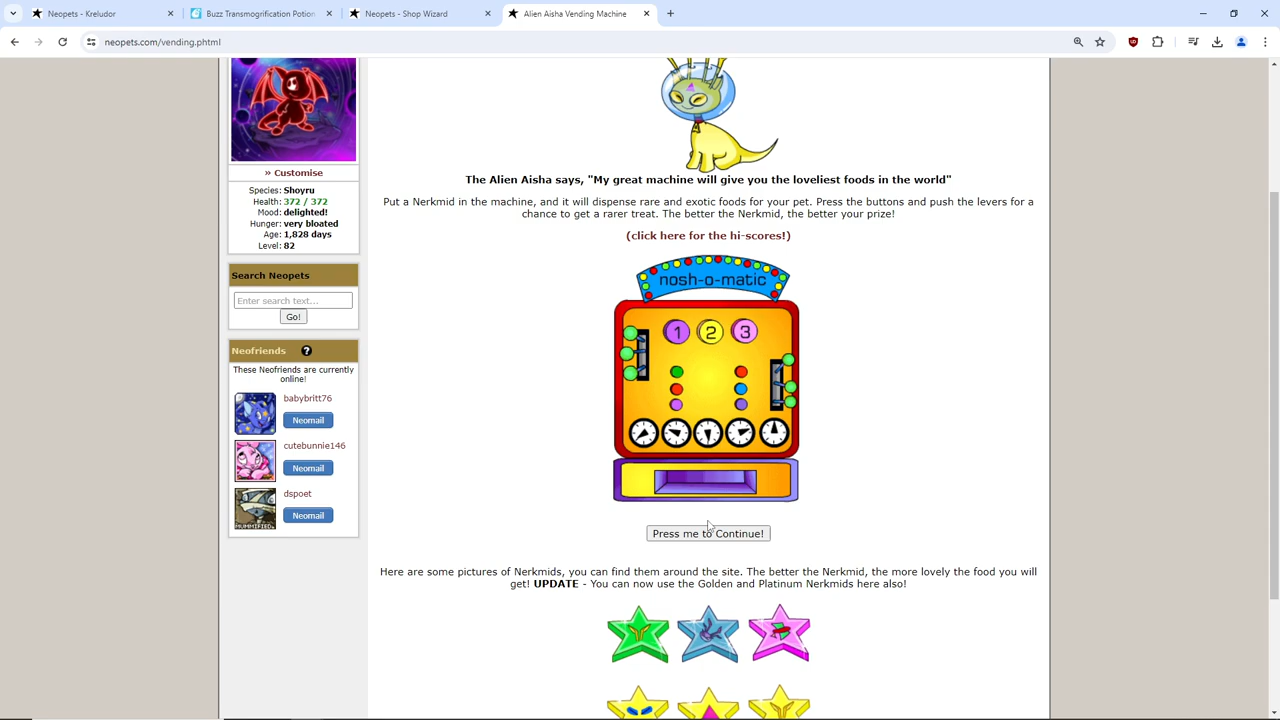 Neopets - Kreludor
Buzz Transmogrification Potion
Neopets - Shop Wizard
Alien Aisha Vending Machine
neopets.com/vending.phtml
» Customise
Species: Shoyru
Health: 372 / 372
Mood: delighted!
Hunger: very bloated
Age: 1,828 days
Level: 82
Search Neopets
Enter search text...
Go!
Neofriends ?
These Neofriends are currently
online!
babybritt76
Neomail
cutebunnie146
Neomail
dspoet
MUMMIFIED.
Neomail
The Alien Aisha says, "My great machine will give you the loveliest foods in the world"
Put a Nerkmid in the machine, and it will dispense rare and exotic foods for your pet. Press the buttons and push the levers for a
chance to get a rarer treat. The better the Nerkmid, the better your prize!
(click here for the hi-scores!)
nosh-o-matic
1 2 3
Press me to Continue!
Here are some pictures of Nerkmids, you can find them around the site. The better the Nerkmid, the more lovely the food you will
get! UPDATE - You can now use the Golden and Platinum Nerkmids here also!